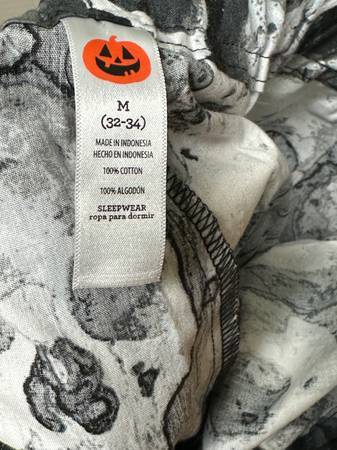 M
(32-34)
MADE IN INDONESIA
HECHO EN INDONESIA
100% COTTON
100% ALGODÓN
SLEEPWEAR
ropa para dormir